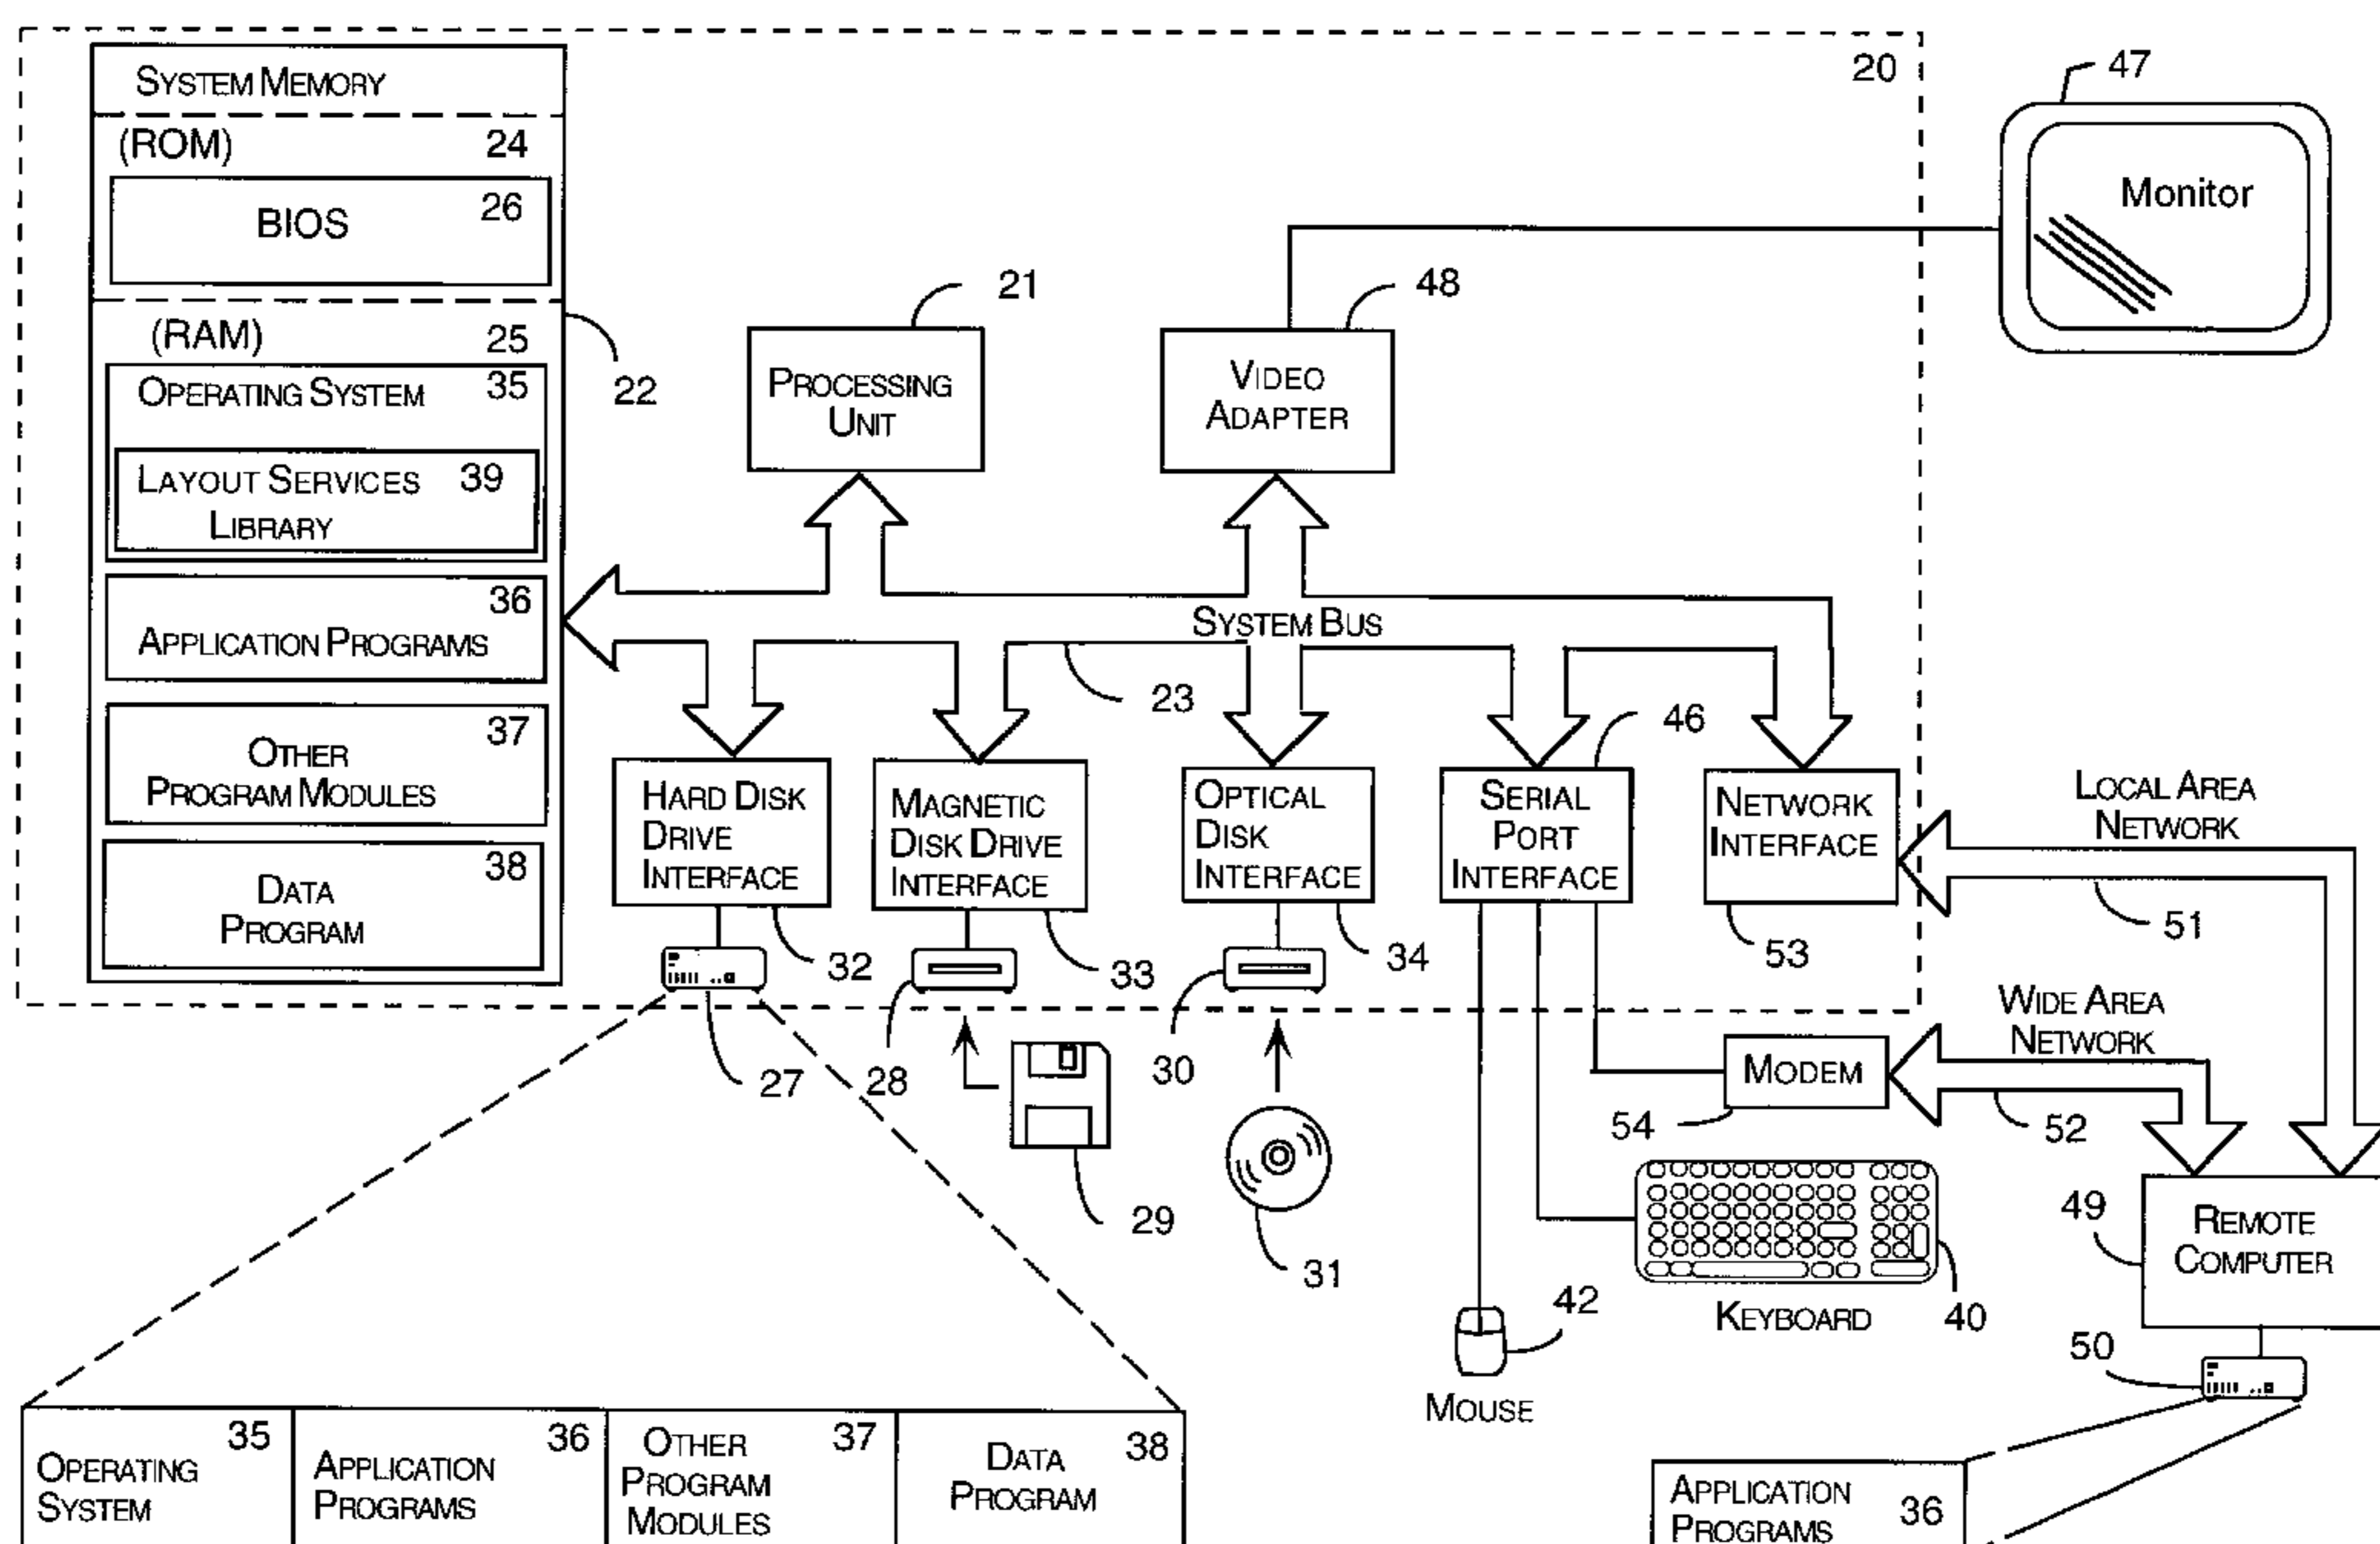 20
47
SYSTEM MEMORY
(ROM) 24
BIOS 26
Monitor
21
48
(RAM) 25
22
OPERATING SYSTEM 35
LAYOUT SERVICES 39
LIBRARY
PROCESSING
UNIT
VIDEO
ADAPTER
36
APPLICATION PROGRAMS
SYSTEM BUS
23
46
37
OTHER
PROGRAM MODULES
38
DATA
PROGRAM
HARD DISK
DRIVE
INTERFACE
MAGNETIC
DISK DRIVE
INTERFACE
OPTICAL
DISK
INTERFACE
SERIAL
PORT
INTERFACE
NETWORK
INTERFACE
LOCAL AREA
NETWORK
51
32
33
34
53
27
28
30
WIDE AREA
NETWORK
MODEM
54
52
29
31
49
REMOTE
COMPUTER
42
MOUSE
KEYBOARD
40
50
35
OPERATING
SYSTEM
36
APPLICATION
PROGRAMS
37
OTHER
PROGRAM
MODULES
38
DATA
PROGRAM
APPLICATION
PROGRAMS
36